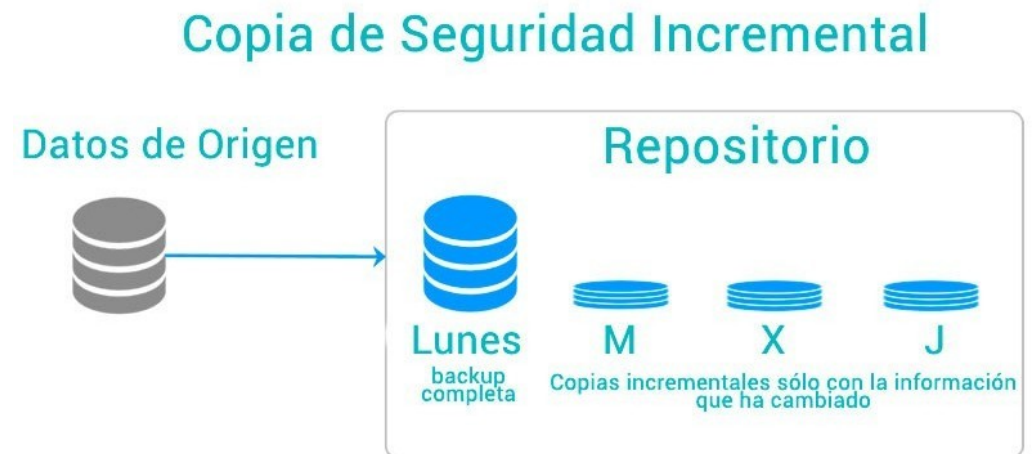 Copia de Seguridad Incremental
Datos de Origen
Repositorio
Lunes
backup
completa
M
X
J
Copias incrementales sólo con la información
que ha cambiado